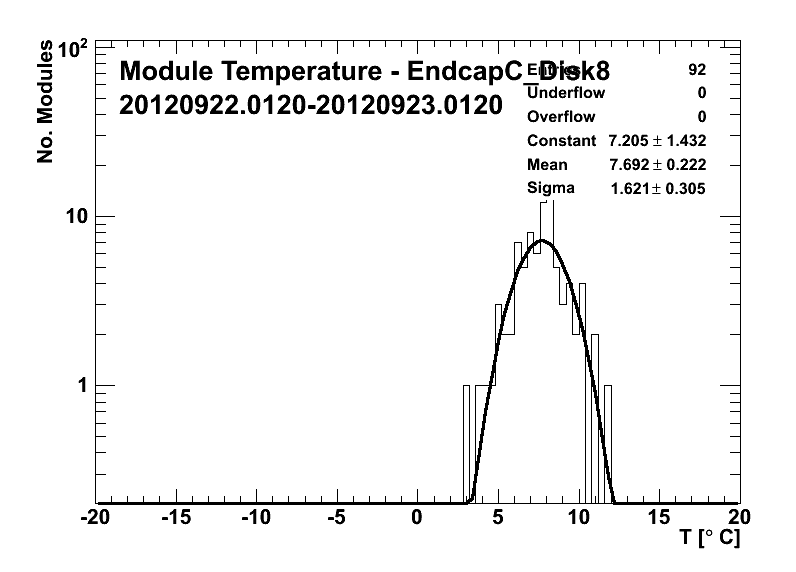 Module Temperature - EndcapC_Disk8
20120922.0120-20120923.0120
Entries 92
Underflow 0
Overflow 0
Constant 7.205 ± 1.432
Mean 7.692 ± 0.222
Sigma 1.621± 0.305
No. Modules
10²
10
1
-20 -15 -10 -5 0 5 10 15 20
T [° C]